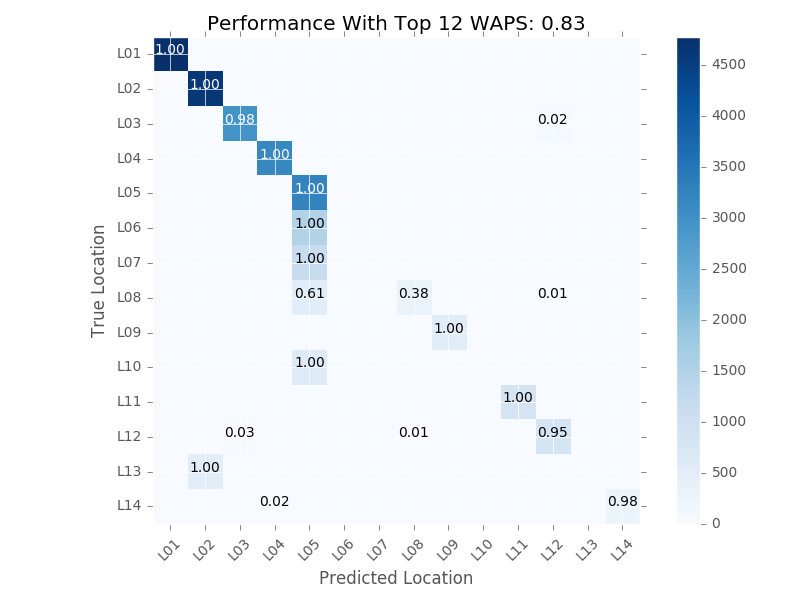 Performance With Top 12 WAPS: 0.83
L01 1.00 4500
L02 1.00 4000
L03 0.98 0.02 3500
L04 1.00
L05 1.00 3000
L06 1.00 2500
L07 1.00
L08 0.61 0.38 0.01 2000
L09 1.00 1500
L10 1.00
L11 1.00 1000
L12 0.03 0.01 0.95
L13 1.00 500
L14 0.02 0.98 0
L01 L02 L03 L04 L05 L06 L07 L08 L09 L10 L11 L12 L13 L14
Predicted Location
True Location